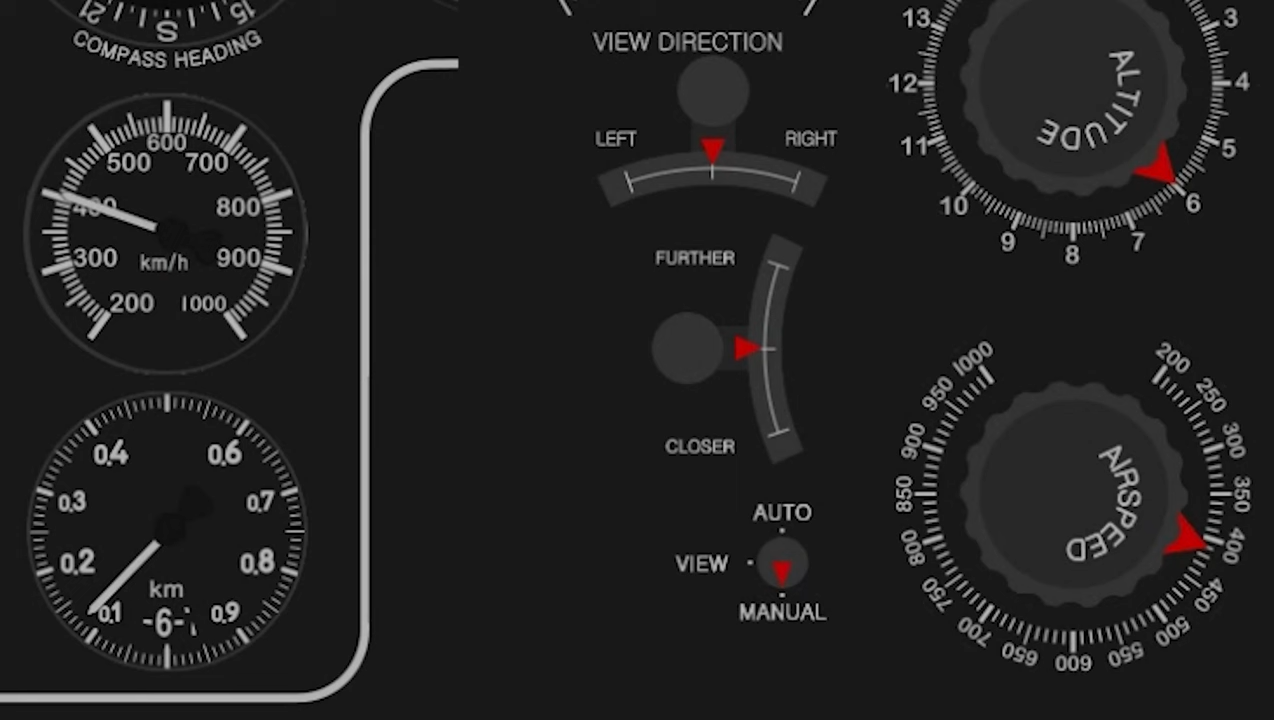 21 S 15
COMPASS HEADING
600
500 700
400 800
300 km/h 900
200 1000
0.4 0.6
0.3 0.7
0.2 0.8
km
0.1 -6- 0.9
VIEW DIRECTION
LEFT RIGHT
FURTHER
CLOSER
AUTO
VIEW
MANUAL
13 3
12 4
11 5
10 6
9 7
8
ALTITUDE
200
250
300
350
400
450
500
550
600
650
700
750
800
850
900
950
1000
AIRSPEED